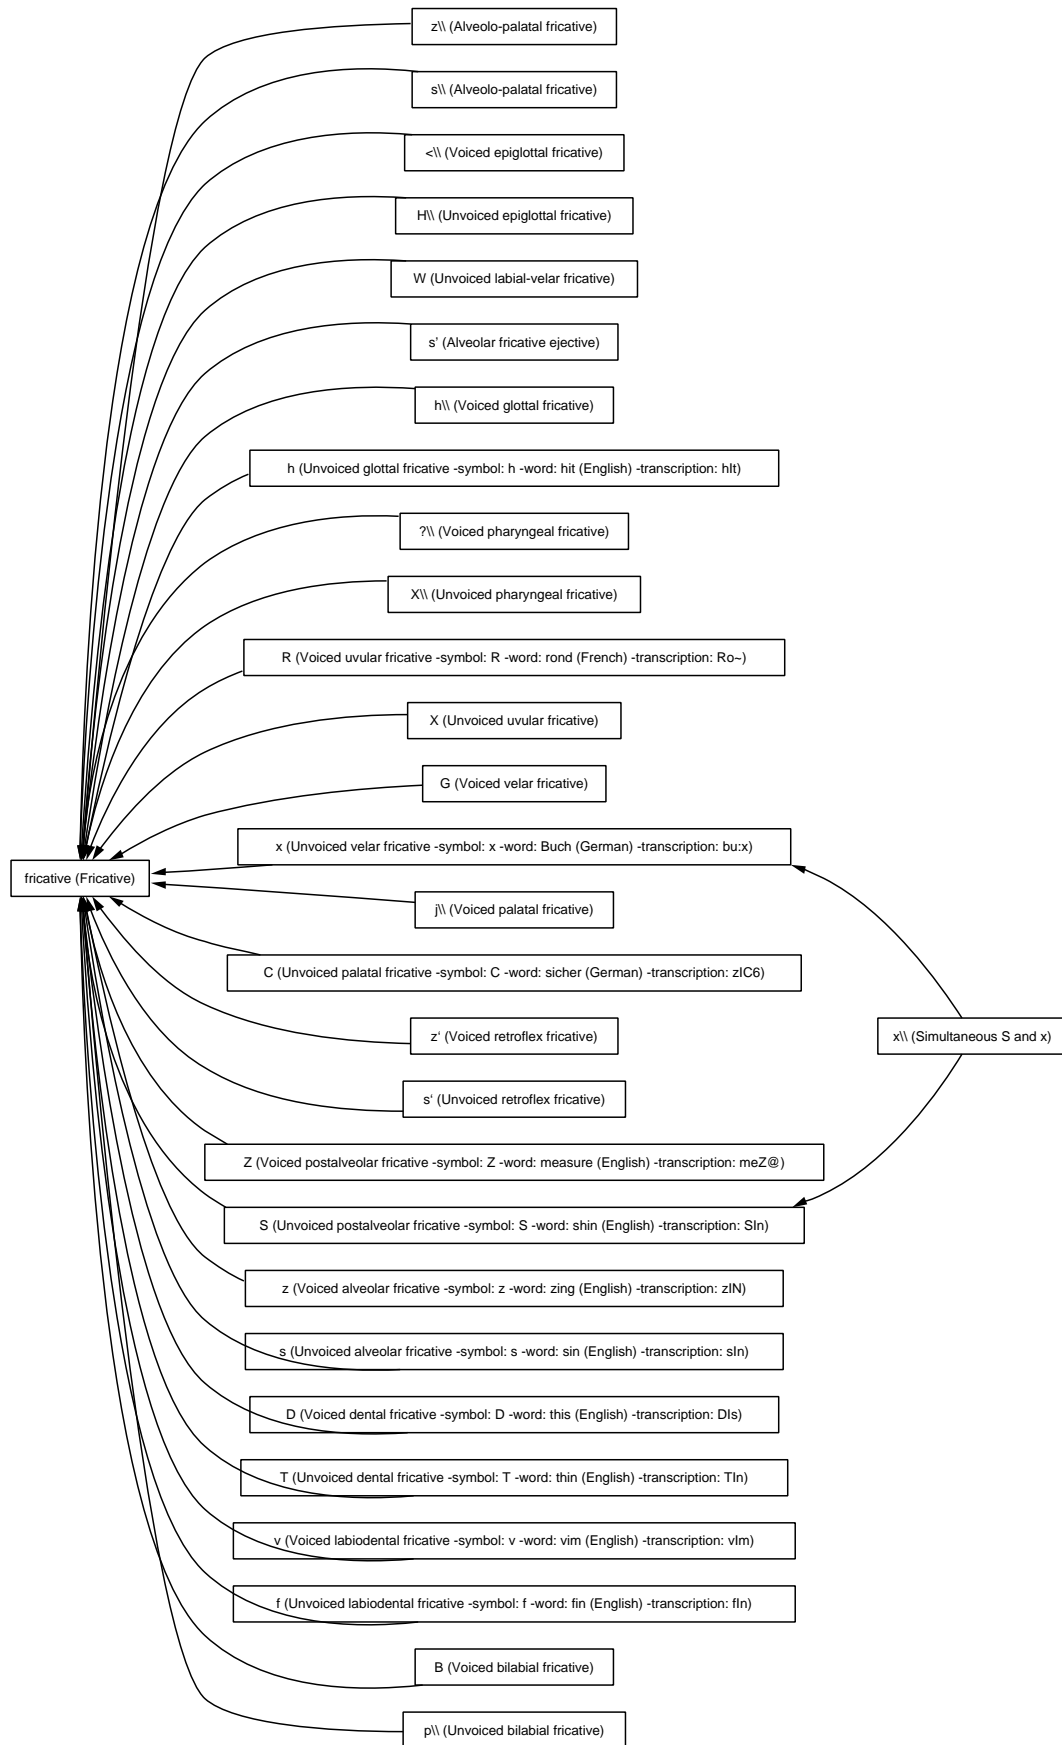 z\\ (Alveolo-palatal fricative)
s\\ (Alveolo-palatal fricative)
<\\ (Voiced epiglottal fricative)
H\\ (Unvoiced epiglottal fricative)
W (Unvoiced labial-velar fricative)
s’ (Alveolar fricative ejective)
h\\ (Voiced glottal fricative)
h (Unvoiced glottal fricative -symbol: h -word: hit (English) -transcription: hIt)
?\\ (Voiced pharyngeal fricative)
X\\ (Unvoiced pharyngeal fricative)
R (Voiced uvular fricative -symbol: R -word: rond (French) -transcription: Ro~)
X (Unvoiced uvular fricative)
G (Voiced velar fricative)
x (Unvoiced velar fricative -symbol: x -word: Buch (German) -transcription: bu:x)
fricative (Fricative)
j\\ (Voiced palatal fricative)
C (Unvoiced palatal fricative -symbol: C -word: sicher (German) -transcription: zIC6)
z‘ (Voiced retroflex fricative)
x\\ (Simultaneous S and x)
s‘ (Unvoiced retroflex fricative)
Z (Voiced postalveolar fricative -symbol: Z -word: measure (English) -transcription: meZ@)
S (Unvoiced postalveolar fricative -symbol: S -word: shin (English) -transcription: SIn)
z (Voiced alveolar fricative -symbol: z -word: zing (English) -transcription: zIN)
s (Unvoiced alveolar fricative -symbol: s -word: sin (English) -transcription: sIn)
D (Voiced dental fricative -symbol: D -word: this (English) -transcription: DIs)
T (Unvoiced dental fricative -symbol: T -word: thin (English) -transcription: TIn)
v (Voiced labiodental fricative -symbol: v -word: vim (English) -transcription: vIm)
f (Unvoiced labiodental fricative -symbol: f -word: fin (English) -transcription: fIn)
B (Voiced bilabial fricative)
p\\ (Unvoiced bilabial fricative)